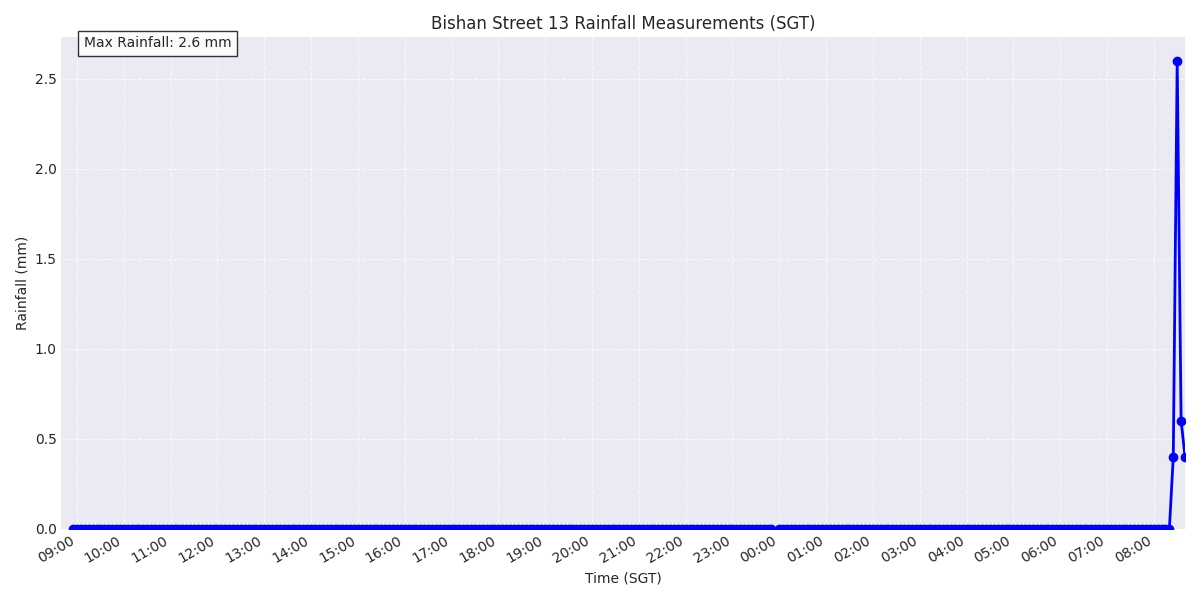 Bishan Street 13 Rainfall Measurements (SGT)
Max Rainfall: 2.6 mm
Rainfall (mm)
2.5
2.0
1.5
1.0
0.5
0.0
09:00 10:00 11:00 12:00 13:00 14:00 15:00 16:00 17:00 18:00 19:00 20:00 21:00 22:00 23:00 00:00 01:00 02:00 03:00 04:00 05:00 06:00 07:00 08:00
Time (SGT)